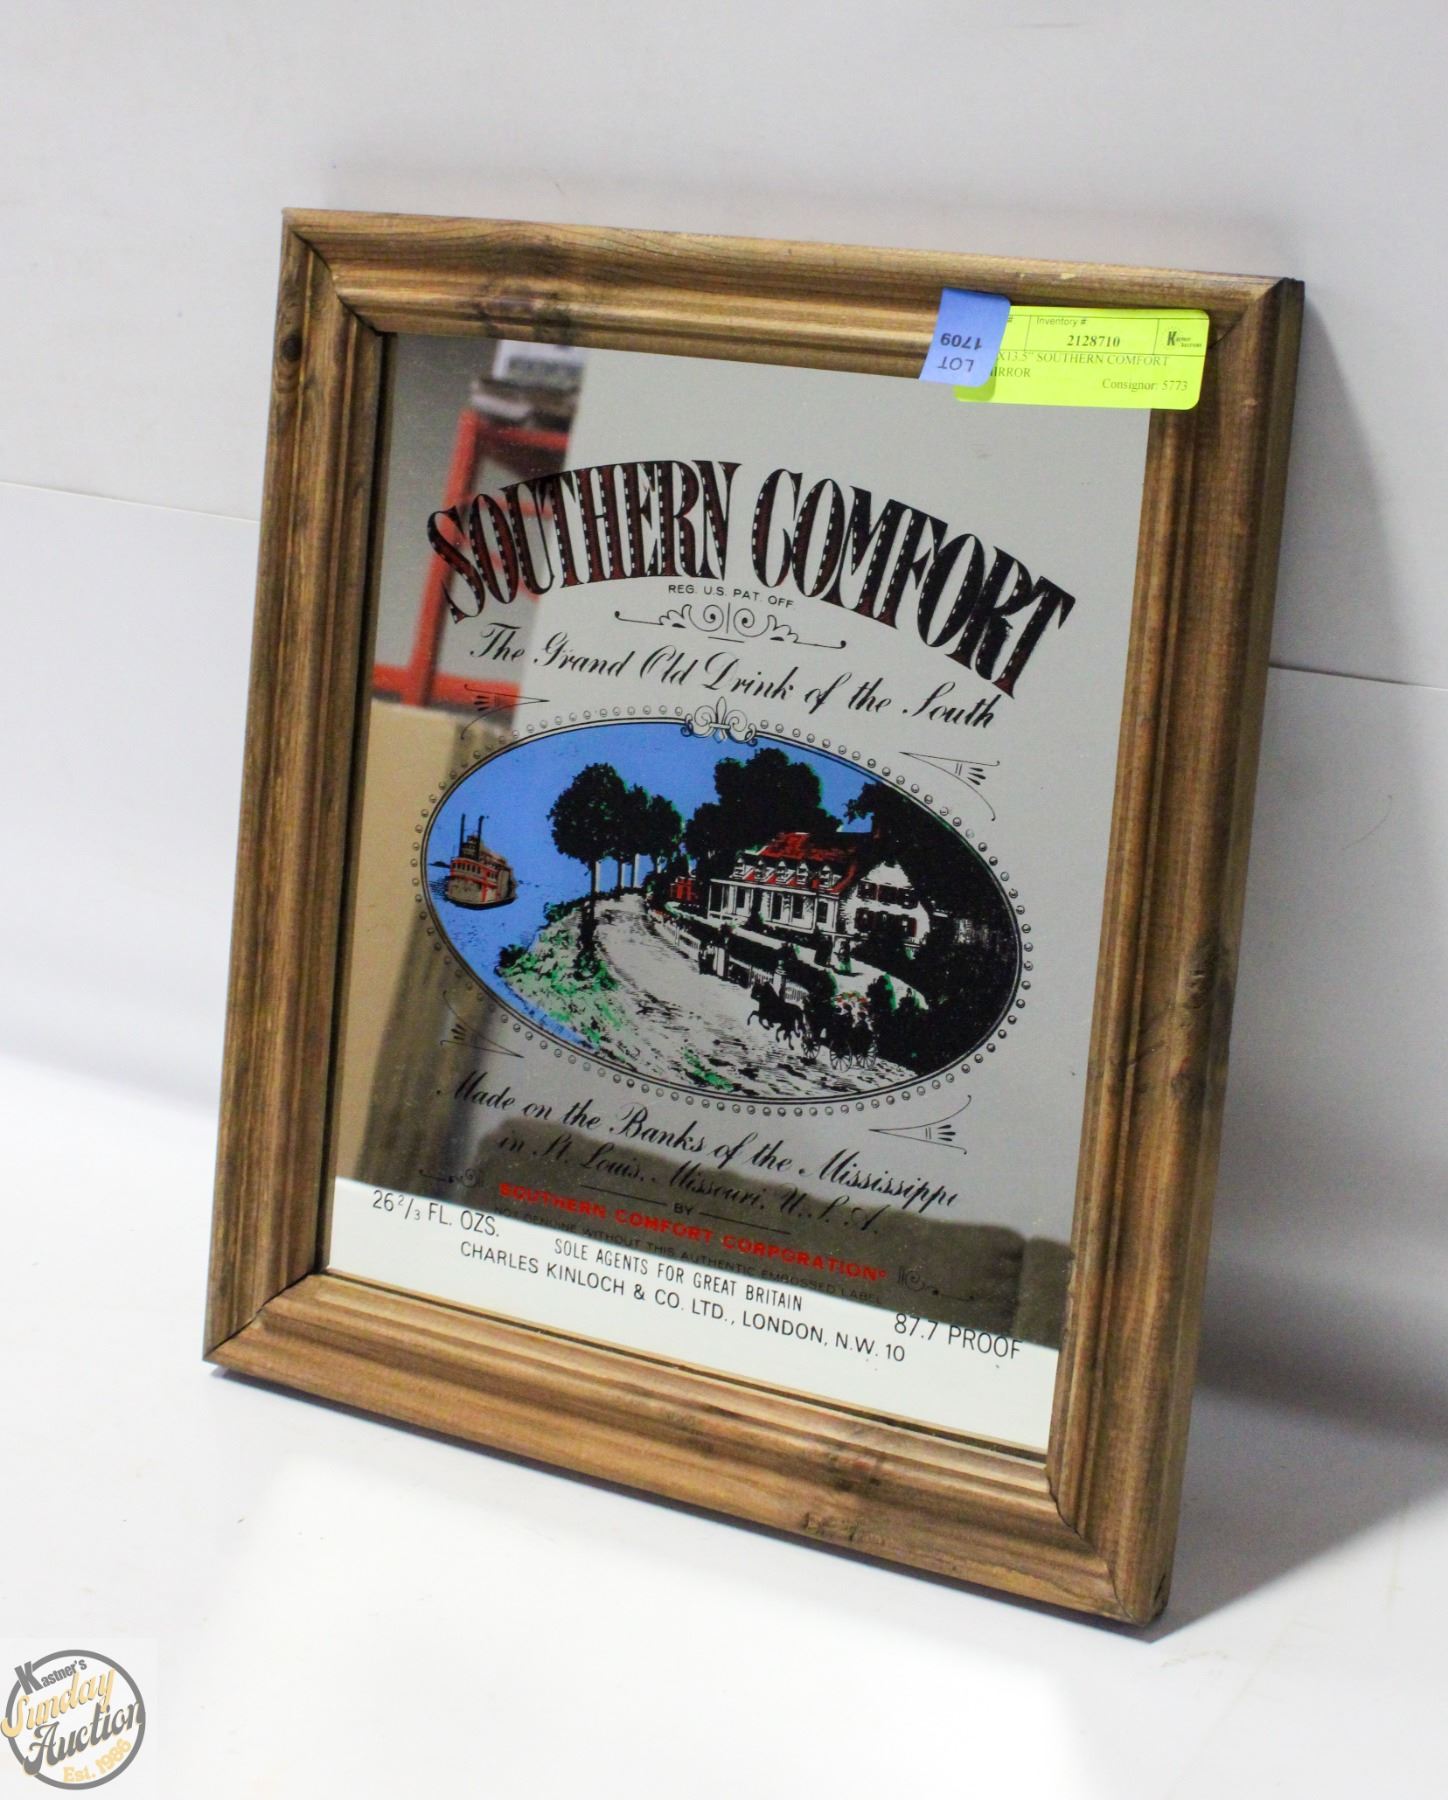 LOT
1709
#
Inventory #
2128710
Kastner
AUCTIONS
X13.5" SOUTHERN COMFORT
MIRROR
Consignor: 5773
SOUTHERN COMFORT
REG. U.S. PAT. OFF.
The Grand Old Drink of the South
Made on the Banks of the Mississippi
in St. Louis, Missouri, U.S.A.
BY
SOUTHERN COMFORT CORPORATION®
NOT GENUINE WITHOUT THIS AUTHENTIC EMBOSSED LABEL
26 2/3 FL. OZS.
SOLE AGENTS FOR GREAT BRITAIN
87.7 PROOF
CHARLES KINLOCH & CO. LTD., LONDON, N.W. 10
Kastner's
Sunday
Auction
Est. 1986